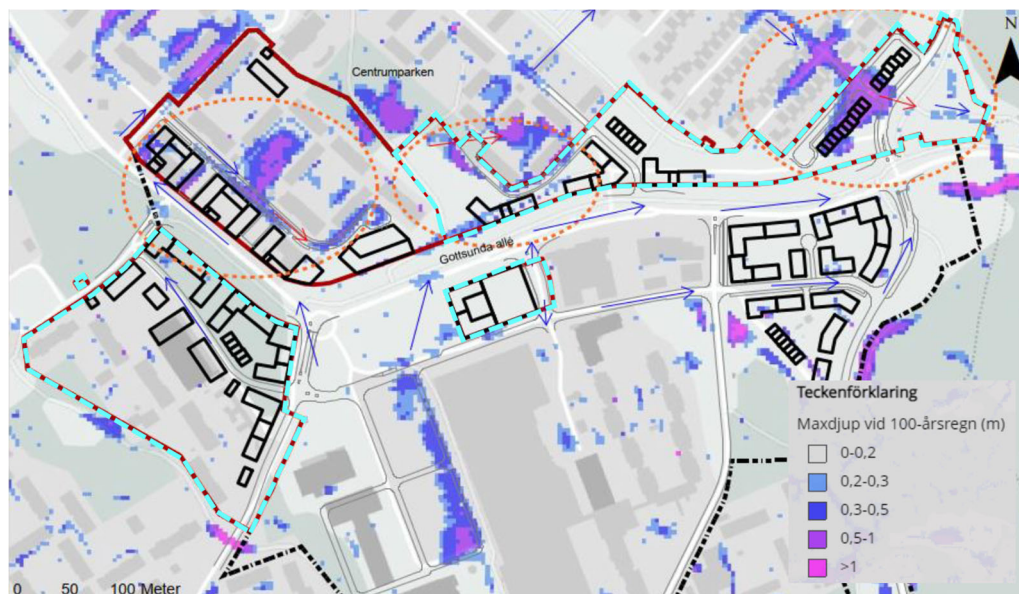 N
Centrumparken
Gottsunda allé
Teckenförklaring
Maxdjup vid 100-årsregn (m)
0-0,2
0,2-0,3
0,3-0,5
0,5-1
>1
0 50 100 Meter